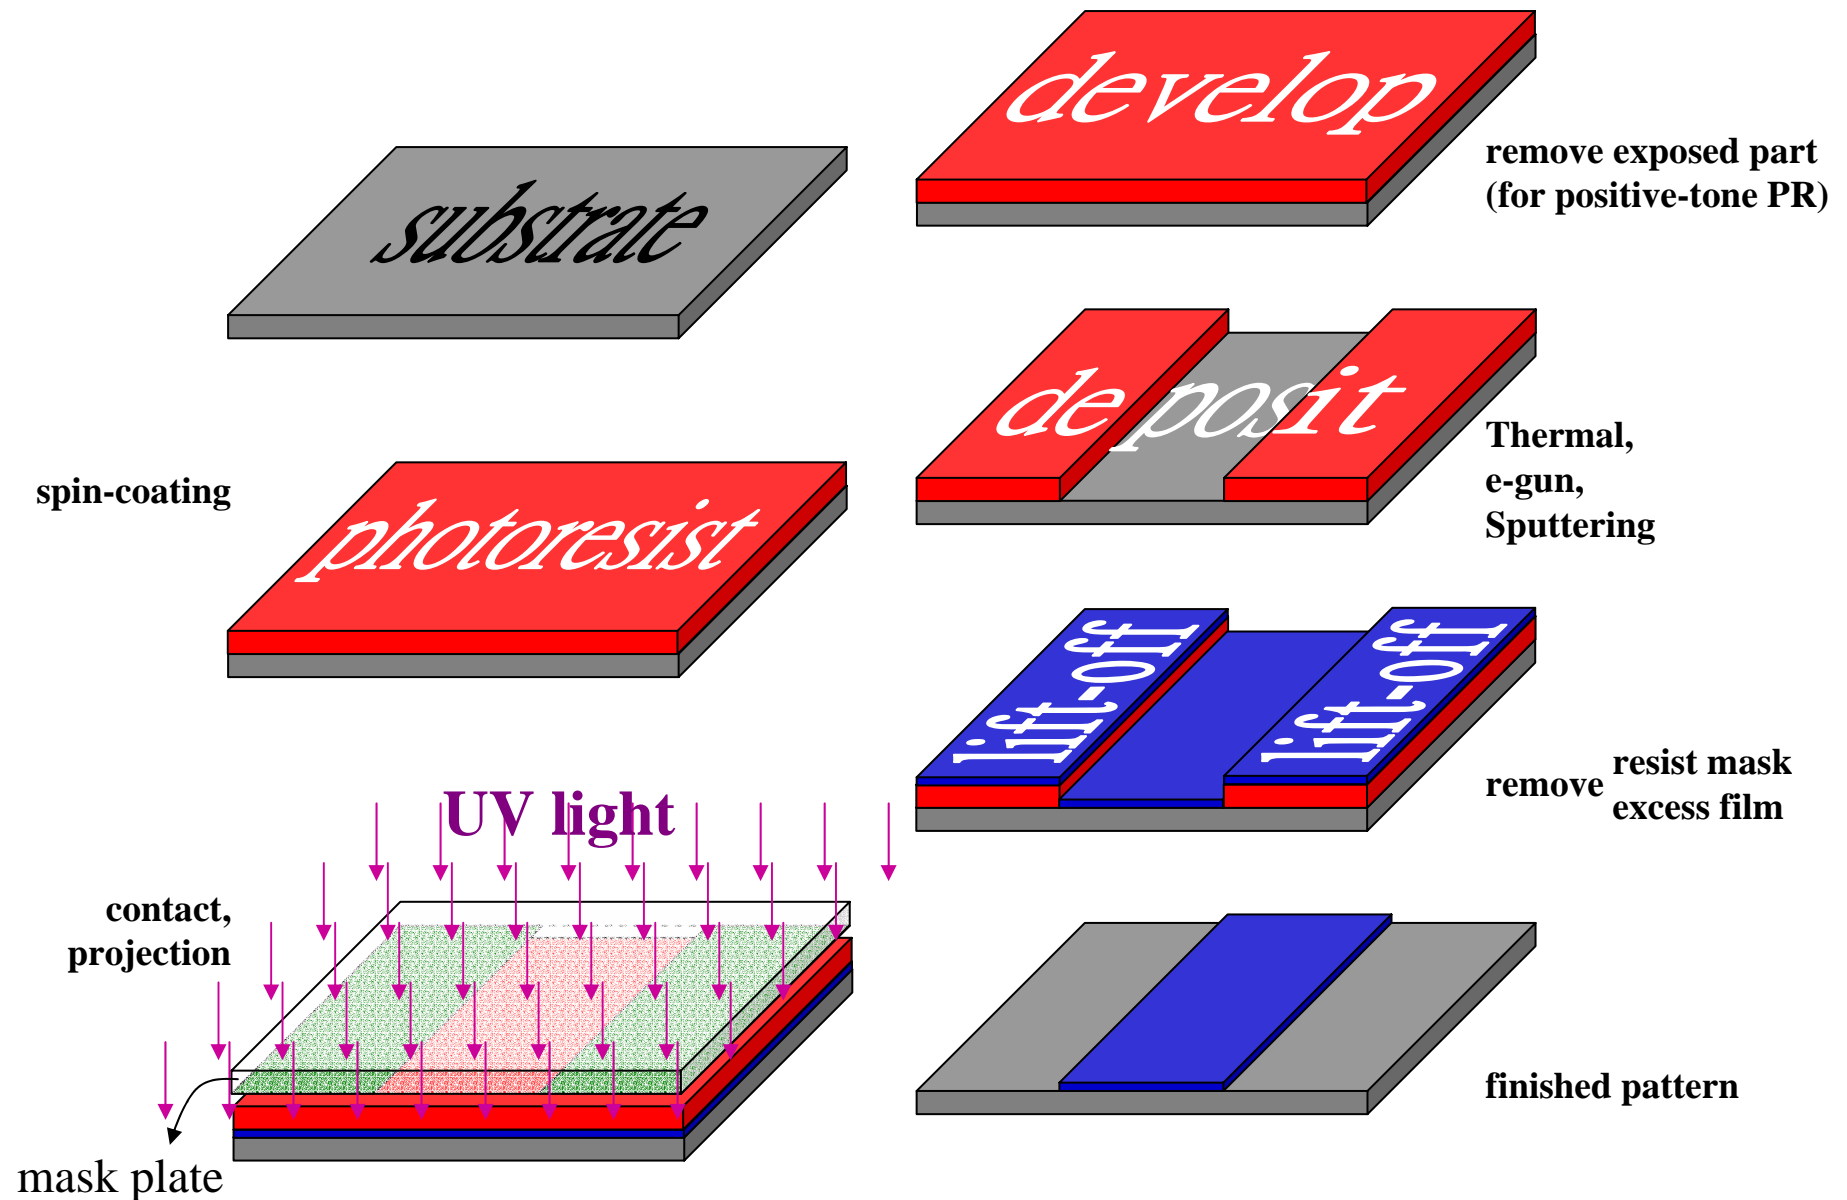 substrate
spin-coating
photoresist
UV light
contact,
projection
mask plate
develop
remove exposed part
(for positive-tone PR)
deposit
Thermal,
e-gun,
Sputtering
lift-off
lift-off
remove
resist mask
excess film
finished pattern